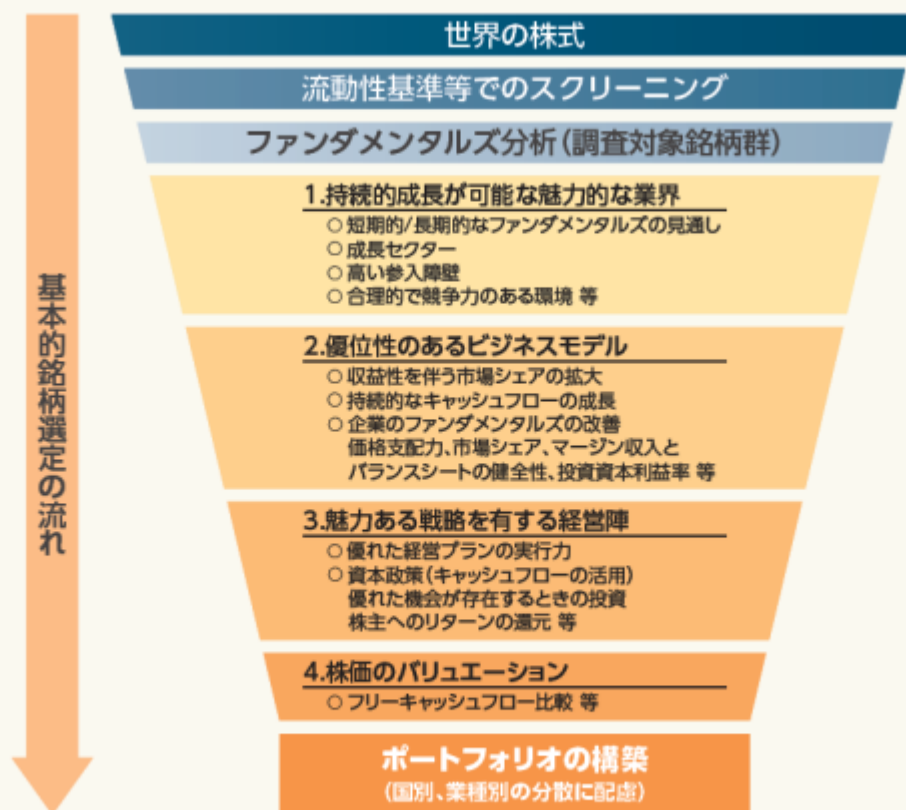 世界の株式
流動性基準等でのスクリーニング
ファンダメンタルズ分析(調査対象銘柄群)
基本的銘柄選定の流れ
1.持続的成長が可能な魅力的な業界
○ 短期的/長期的なファンダメンタルズの見通し
○ 成長セクター
○ 高い参入障壁
○ 合理的で競争力のある環境 等
2.優位性のあるビジネスモデル
○ 収益性を伴う市場シェアの拡大
○ 持続的なキャッシュフローの成長
○ 企業のファンダメンタルズの改善
価格支配力、市場シェア、マージン収入と
バランスシートの健全性、投資資本利益率 等
3.魅力ある戦略を有する経営陣
○ 優れた経営プランの実行力
○ 資本政策(キャッシュフローの活用)
優れた機会が存在するときの投資
株主へのリターンの還元 等
4.株価のバリュエーション
○ フリーキャッシュフロー比較 等
ポートフォリオの構築
(国別、業種別の分散に配慮)